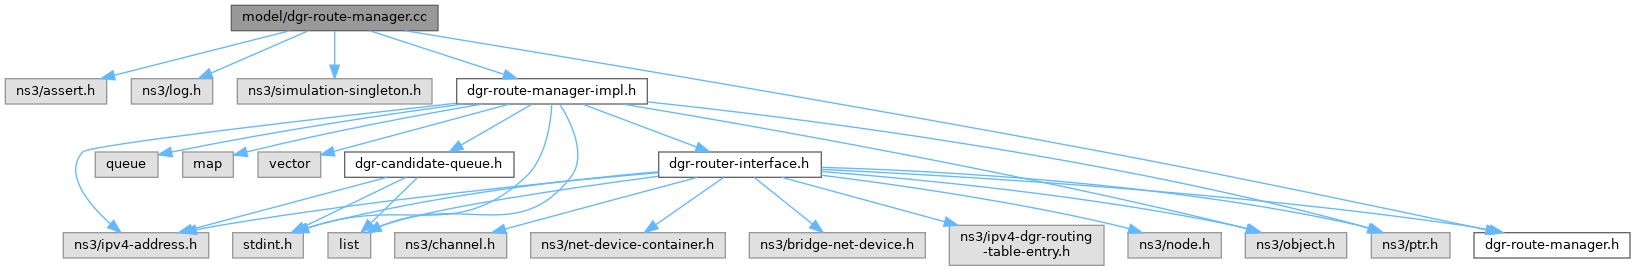 model/dgr-route-manager.cc
ns3/assert.h
ns3/log.h
ns3/simulation-singleton.h
dgr-route-manager-impl.h
queue
map
vector
dgr-candidate-queue.h
dgr-router-interface.h
ns3/ipv4-address.h
stdint.h
list
ns3/channel.h
ns3/net-device-container.h
ns3/bridge-net-device.h
ns3/ipv4-dgr-routing
-table-entry.h
ns3/node.h
ns3/object.h
ns3/ptr.h
dgr-route-manager.h